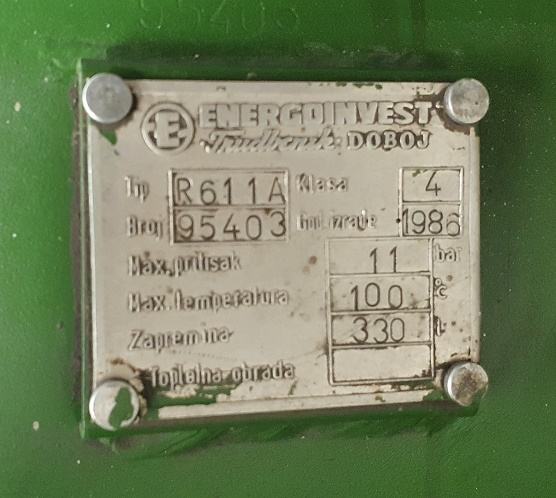 95403
E ENERGOINVEST
Trudbenik DOBOJ
Tip R611A Klasa 4
Broj 95403 God. izrade 1986
Max. pritisak 11 bar
Max. temperatura 100 °C
Zapremina 330 l
Toplotna obrada